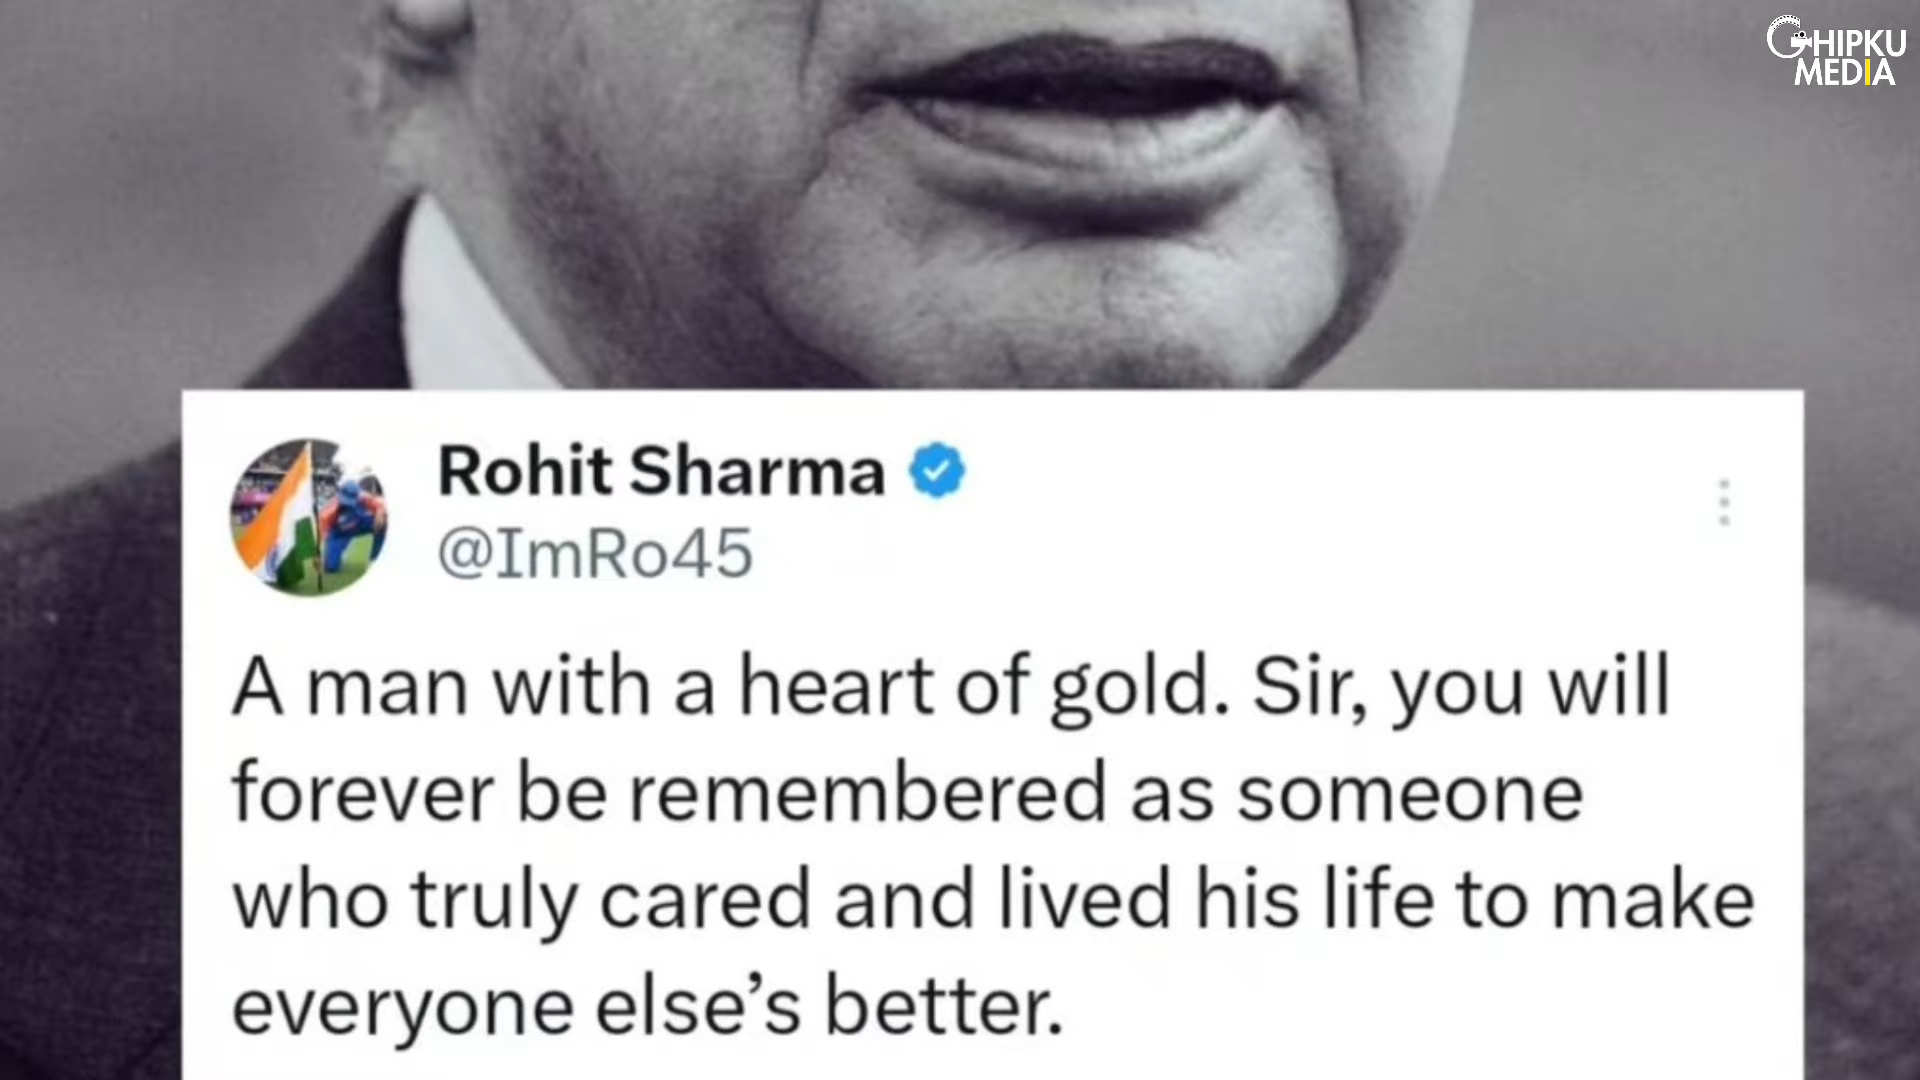 GHIPKU
MEDIA
Rohit Sharma
@ImRo45
A man with a heart of gold. Sir, you will
forever be remembered as someone
who truly cared and lived his life to make
everyone else’s better.